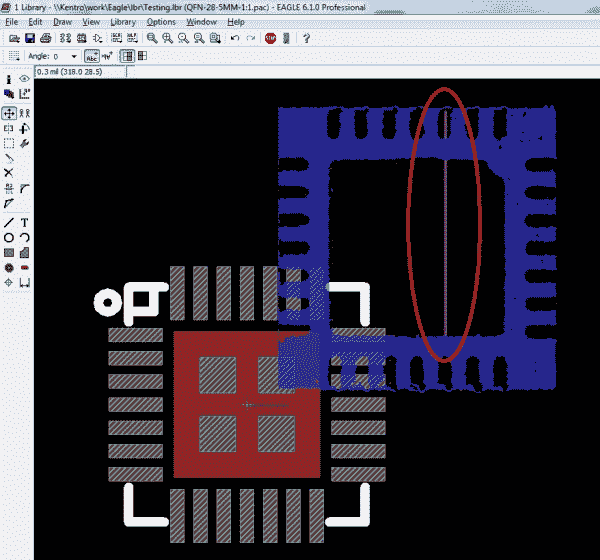 1 Library - \\Kentro\work\Eagle\lbr\Testing.lbr (QFN-28-5MM-1:1.pac) - EAGLE 6.1.0 Professional
File Edit Draw View Library Options Window Help
Angle: 0
0.3 mil (318.0 28.5)